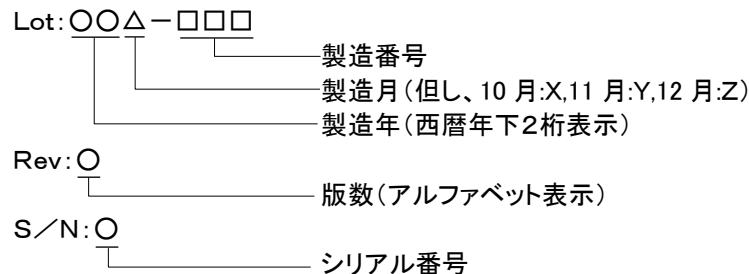 Lot:○○△－□□□
製造番号
製造月(但し、10 月:X,11 月:Y,12 月:Z)
製造年(西暦年下２桁表示)
Rev:○
版数(アルファベット表示)
S／N:○
シリアル番号